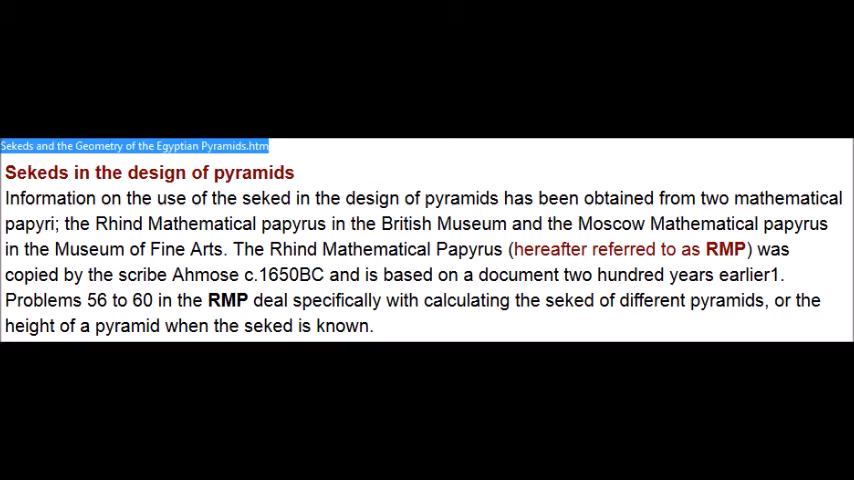 Sekeds and the Geometry of the Egyptian Pyramids.htm
Sekeds in the design of pyramids
Information on the use of the seked in the design of pyramids has been obtained from two mathematical
papyri; the Rhind Mathematical papyrus in the British Museum and the Moscow Mathematical papyrus
in the Museum of Fine Arts. The Rhind Mathematical Papyrus (hereafter referred to as RMP) was
copied by the scribe Ahmose c.1650BC and is based on a document two hundred years earlier1.
Problems 56 to 60 in the RMP deal specifically with calculating the seked of different pyramids, or the
height of a pyramid when the seked is known.